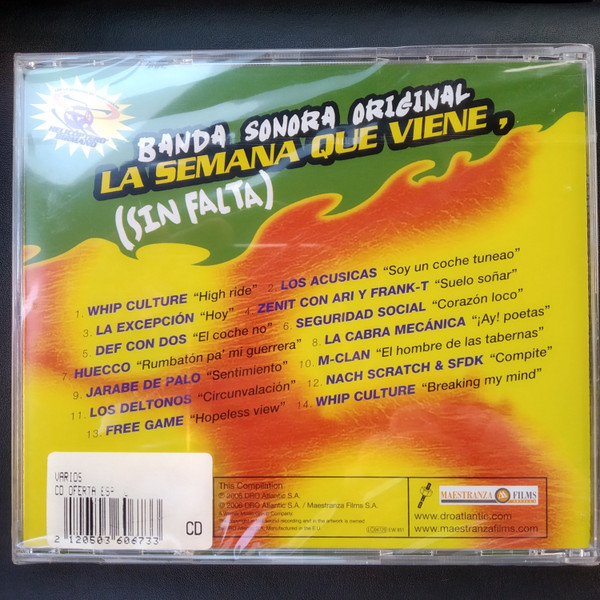 BANDA SONORA ORIGINAL
LA SEMANA QUE VIENE,
(SIN FALTA)
1. WHIP CULTURE “High ride” 2. LOS ACUSICAS “Soy un coche tuneao”
3. LA EXCEPCIÓN “Hoy” 4. ZENIT CON ARI Y FRANK-T “Suelo soñar”
5. DEF CON DOS “El coche no” 6. SEGURIDAD SOCIAL “Corazón loco”
7. HUECCO “Rumbatón pa' mi guerrera” 8. LA CABRA MECÁNICA “¡Ay! poetas”
9. JARABE DE PALO “Sentimiento” 10. M-CLAN “El hombre de las tabernas”
11. LOS DELTONOS “Circunvalación” 12. NACH SCRATCH & SFDK “Compite”
13. FREE GAME “Hopeless view” 14. WHIP CULTURE “Breaking my mind”
VARIOS
CD OFERTA ESP
CD
2 120503 606733
This Compilation
℗ 2006 DRO Atlantic S.A.
© 2006 DRO Atlantic S.A. / Maestranza Films S.A.
MAESTRANZA FILMS
www.droatlantic.com
www.maestranzafilms.com